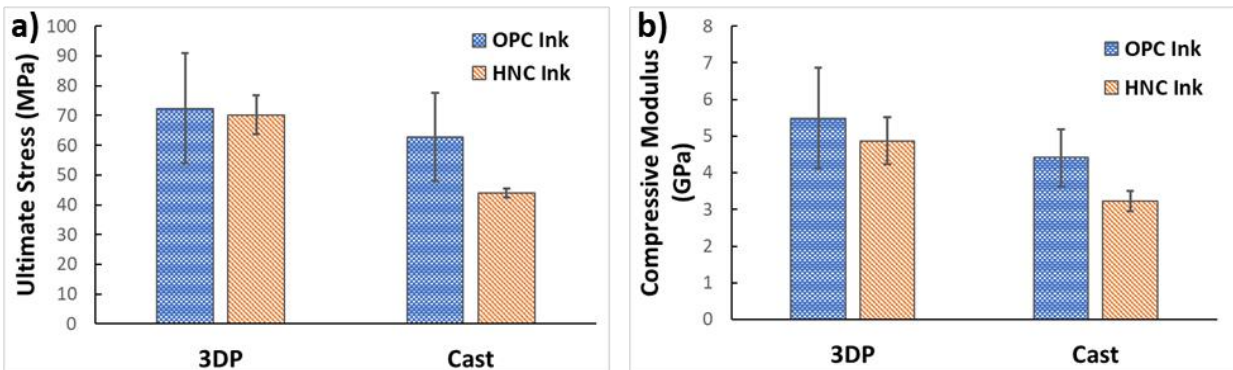 a)
Ultimate Stress (MPa)
100
90
80
70
60
50
40
30
20
10
0
OPC Ink
HNC Ink
3DP
Cast
b)
Compressive Modulus
(GPa)
8
7
6
5
4
3
2
1
0
OPC Ink
HNC Ink
3DP
Cast